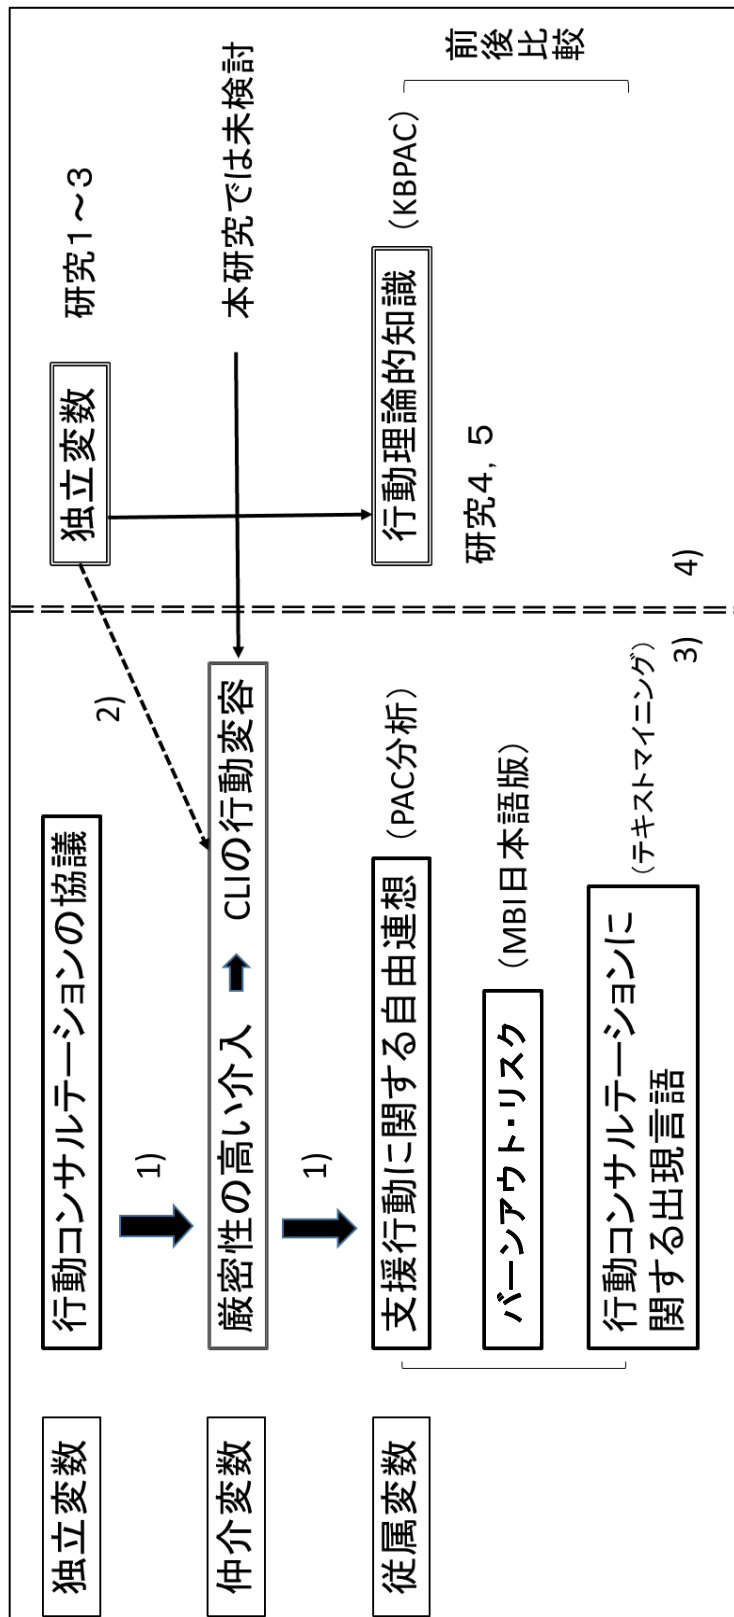 独立変数
行動コンサルテーションの協議
独立変数
研究1～3
1)
2)
仲介変数
厳密性の高い介入
CLIの行動変容
本研究では未検討
1)
従属変数
支援行動に関する自由連想
（PAC分析）
行動理論的知識
（KBPAC）
前後比較
バーンアウト・リスク
（MBI日本語版）
研究4，5
行動コンサルテーションに
関する出現言語
（テキストマイニング）
3)
4)